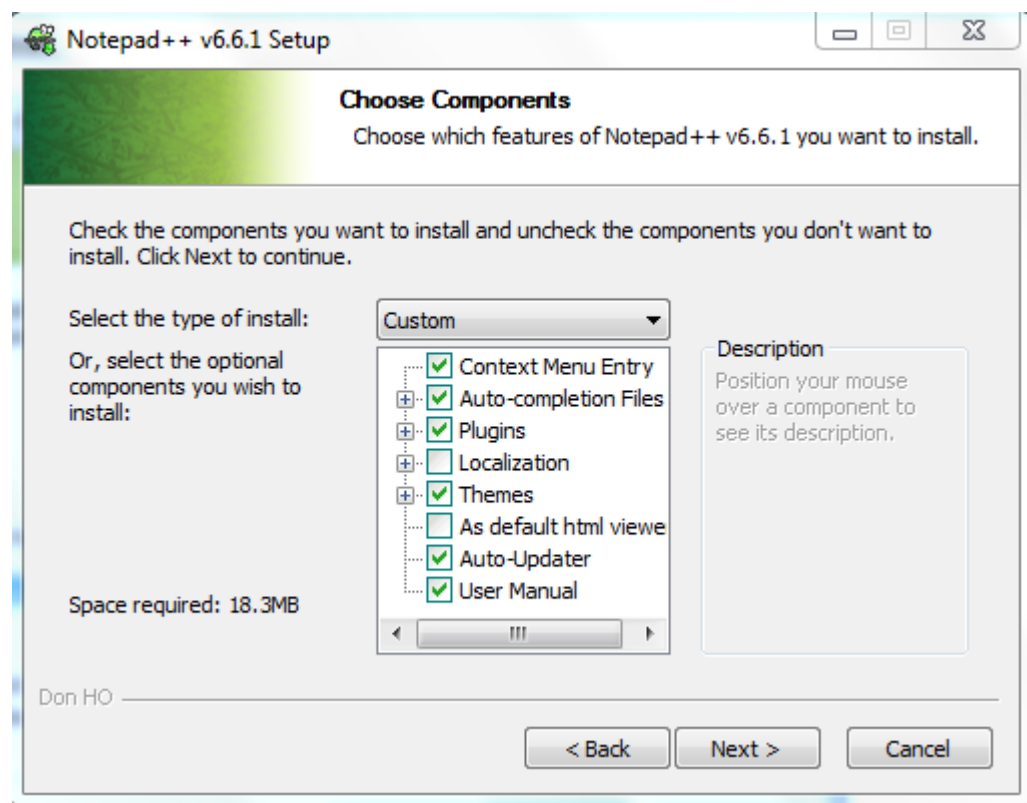 Notepad++ v6.6.1 Setup
Choose Components
Choose which features of Notepad++ v6.6.1 you want to install.
Check the components you want to install and uncheck the components you don't want to
install. Click Next to continue.
Select the type of install:
Custom
Or, select the optional
components you wish to
install:
Context Menu Entry
Auto-completion Files
Plugins
Localization
Themes
As default html viewe
Auto-Updater
User Manual
Description
Position your mouse
over a component to
see its description.
Space required: 18.3MB
Don HO
< Back
Next >
Cancel